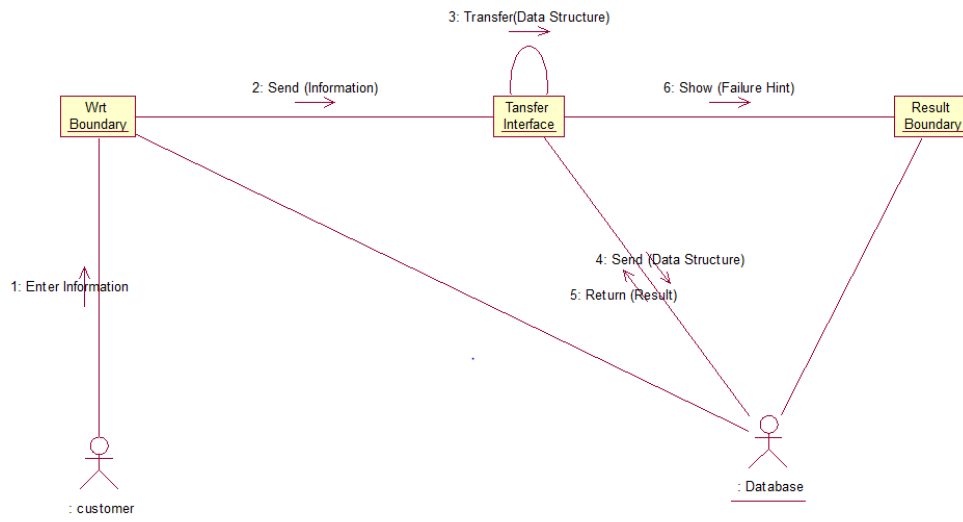 3: Transfer(Data Structure)
2: Send (Information)
6: Show (Failure Hint)
Wrt
Boundary
Tansfer
Interface
Result
Boundary
4: Send (Data Structure)
1: Enter Information
5: Return (Result)
: Database
: customer